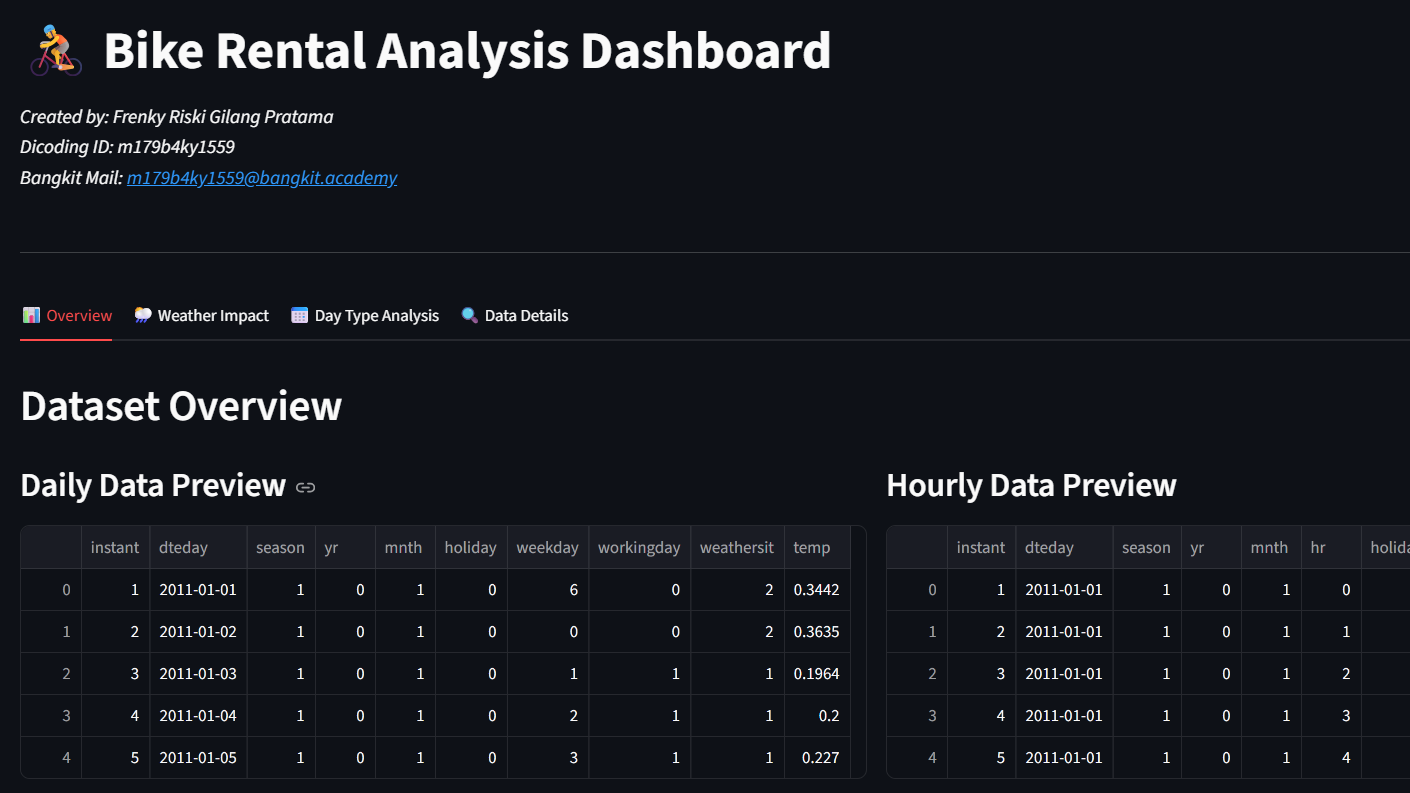 Bike Rental Analysis Dashboard
Created by: Frenky Riski Gilang Pratama
Dicoding ID: m179b4ky1559
Bangkit Mail: m179b4ky1559@bangkit.academy
Overview Weather Impact Day Type Analysis Data Details
Dataset Overview
Daily Data Preview
instant dteday season yr mnth holiday weekday workingday weathersit temp
0 1 2011-01-01 1 0 1 0 6 0 2 0.3442
1 2 2011-01-02 1 0 1 0 0 0 2 0.3635
2 3 2011-01-03 1 0 1 0 1 1 1 0.1964
3 4 2011-01-04 1 0 1 0 2 1 1 0.2
4 5 2011-01-05 1 0 1 0 3 1 1 0.227
Hourly Data Preview
instant dteday season yr mnth hr holida
0 1 2011-01-01 1 0 1 0
1 2 2011-01-01 1 0 1 1
2 3 2011-01-01 1 0 1 2
3 4 2011-01-01 1 0 1 3
4 5 2011-01-01 1 0 1 4